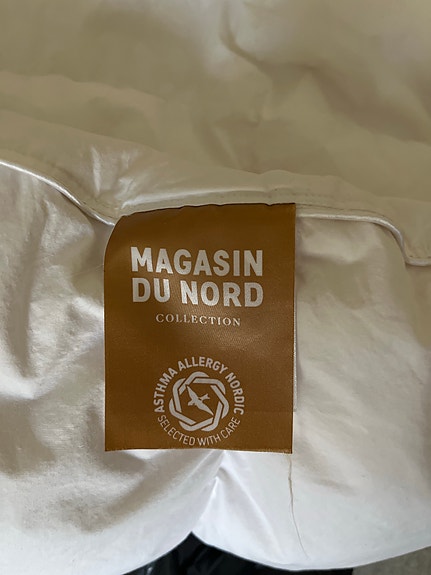 MAGASIN
DU NORD
COLLECTION
ASTHMA ALLERGY NORDIC
SELECTED WITH CARE